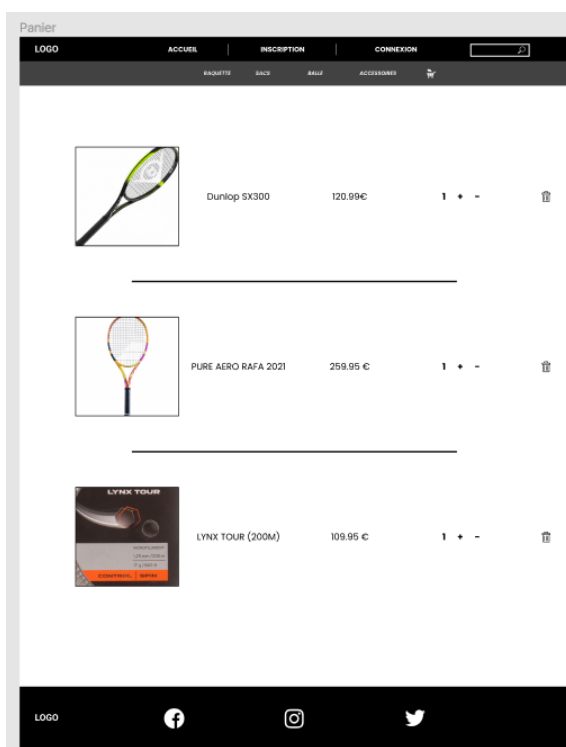 Panier
LOGO ACCUEIL INSCRIPTION CONNEXION
RAQUETTE SACS BALLE ACCESSOIRES
Dunlop SX300 120.99€ 1 + -
PURE AERO RAFA 2021 259.95 € 1 + -
LYNX TOUR
CONTROL SPIN
LYNX TOUR (200M) 109.95 € 1 + -
LOGO